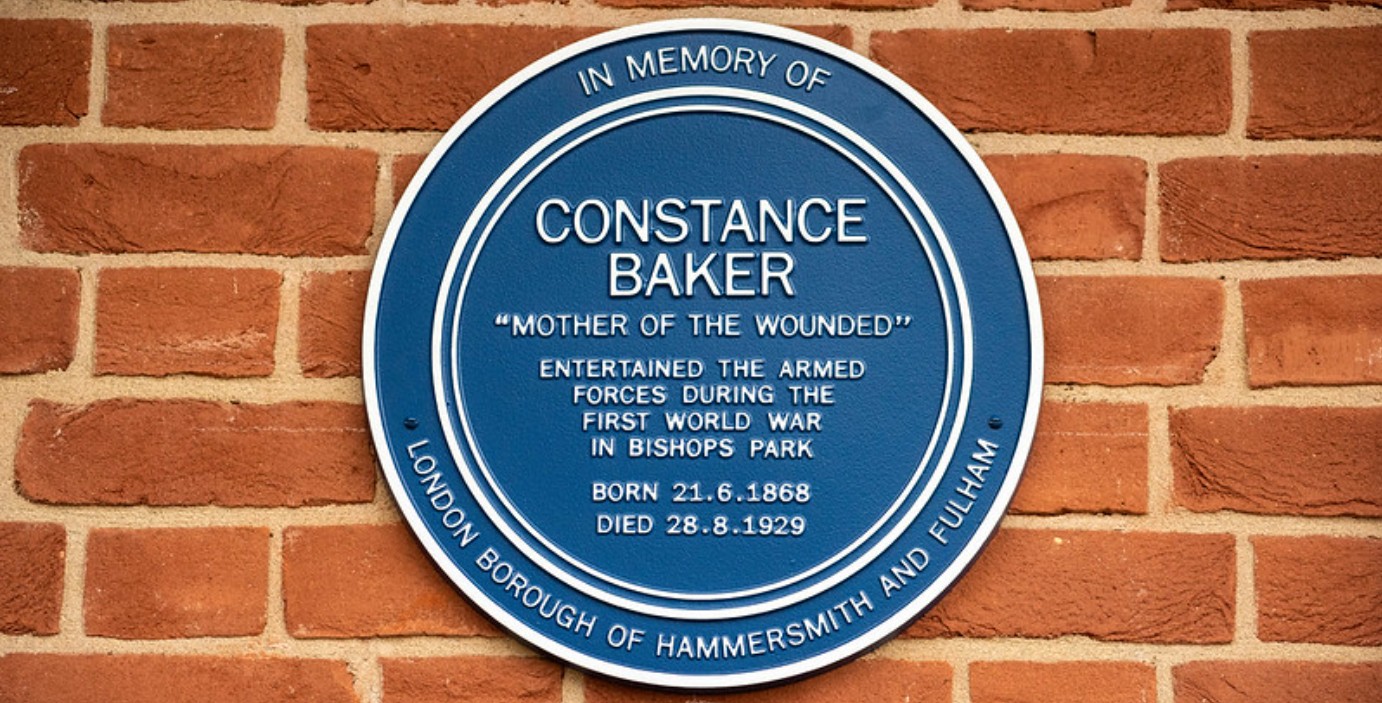 IN MEMORY OF
CONSTANCE
BAKER
“MOTHER OF THE WOUNDED”
ENTERTAINED THE ARMED
FORCES DURING THE
FIRST WORLD WAR
IN BISHOPS PARK
BORN 21.6.1868
DIED 28.8.1929
LONDON BOROUGH OF HAMMERSMITH AND FULHAM